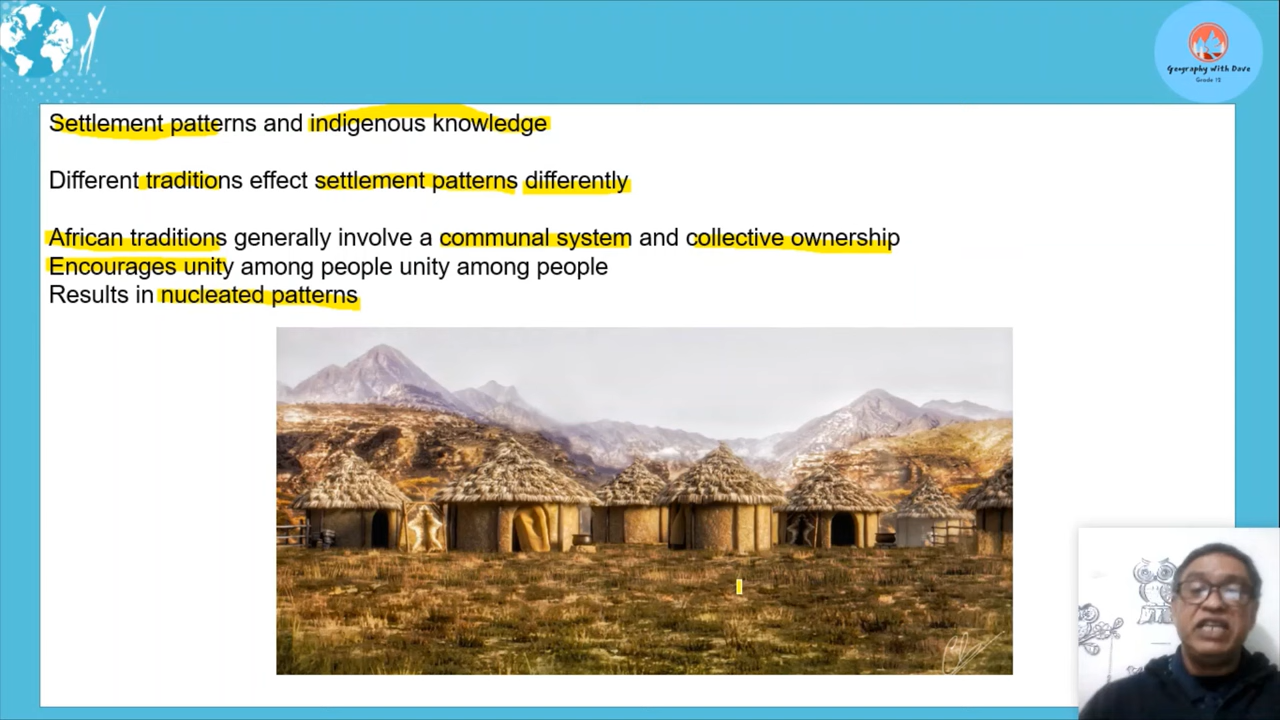 Geography with Dave
Grade 12
Settlement patterns and indigenous knowledge
Different traditions effect settlement patterns differently
African traditions generally involve a communal system and collective ownership
Encourages unity among people unity among people
Results in nucleated patterns